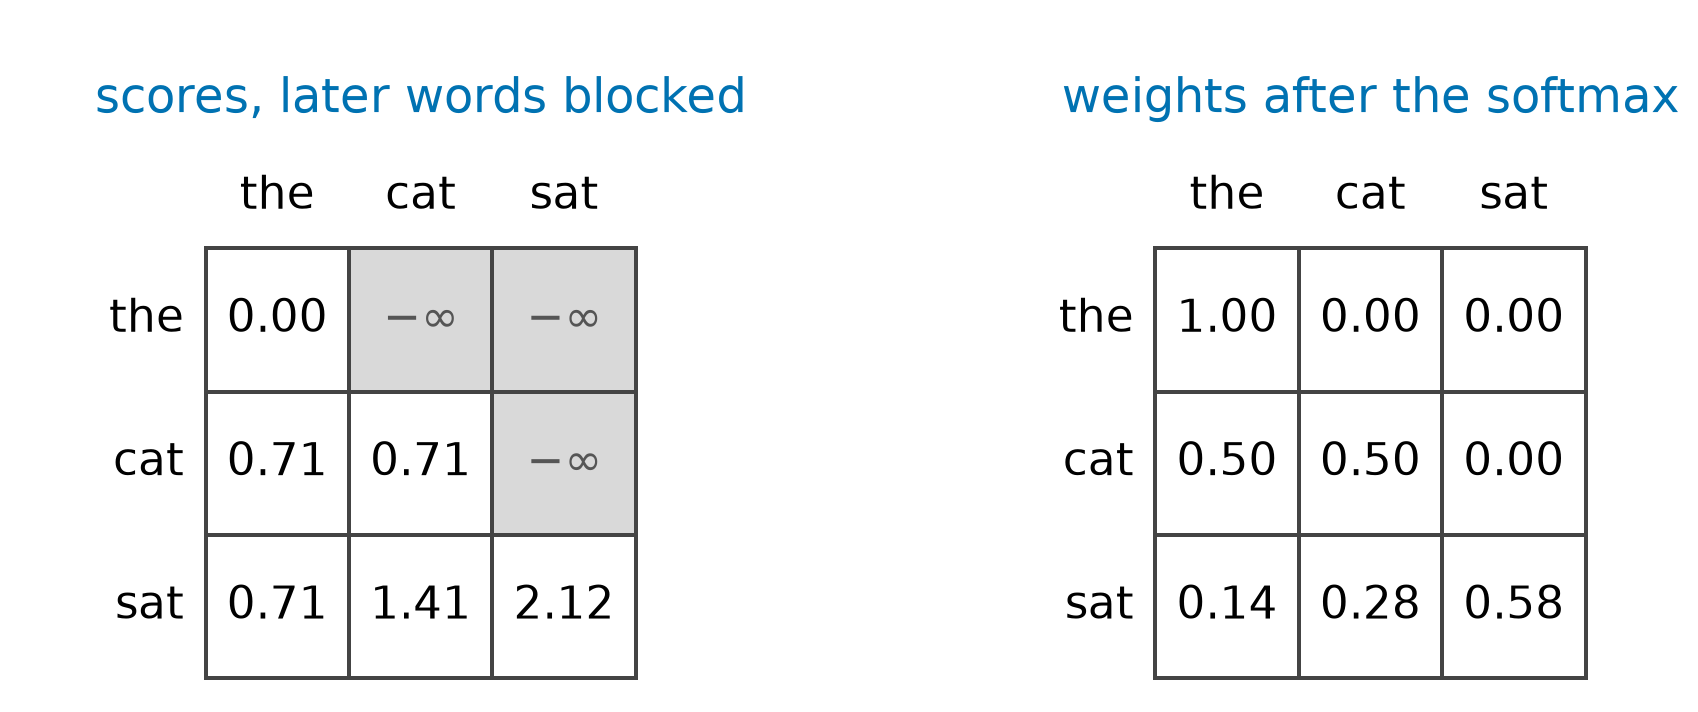 scores, later words blocked weights after the softmax
the cat sat the cat sat
the 0.00 −∞ −∞ the 1.00 0.00 0.00
cat 0.71 0.71 −∞ cat 0.50 0.50 0.00
sat 0.71 1.41 2.12 sat 0.14 0.28 0.58